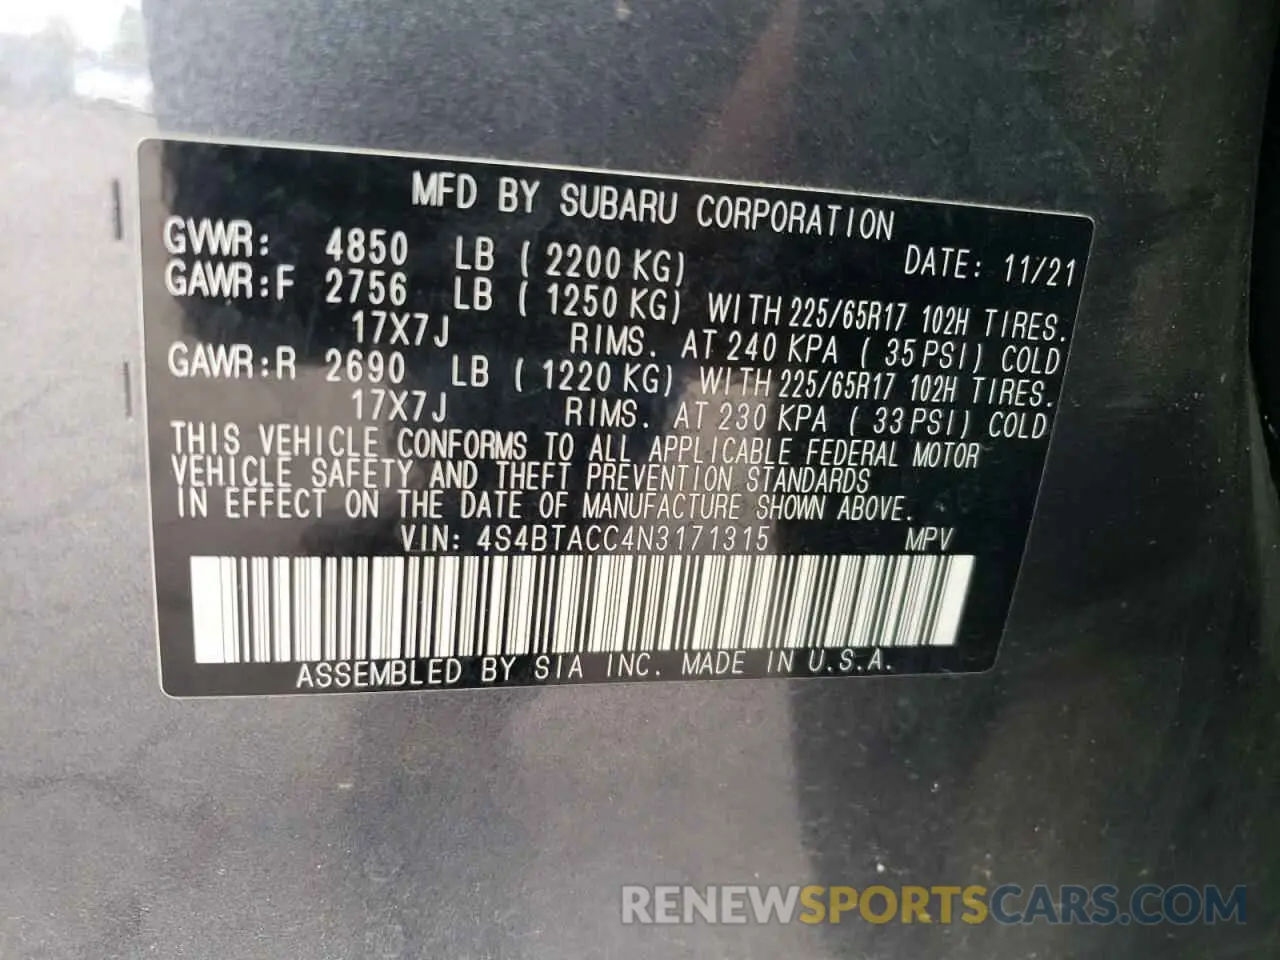 MFD BY SUBARU CORPORATION
GVWR: 4850 LB ( 2200 KG) DATE: 11/21
GAWR:F 2756 LB ( 1250 KG) WITH 225/65R17 102H TIRES.
17X7J RIMS. AT 240 KPA ( 35 PSI) COLD
GAWR:R 2690 LB ( 1220 KG) WITH 225/65R17 102H TIRES.
17X7J RIMS. AT 230 KPA ( 33 PSI) COLD
THIS VEHICLE CONFORMS TO ALL APPLICABLE FEDERAL MOTOR
VEHICLE SAFETY AND THEFT PREVENTION STANDARDS
IN EFFECT ON THE DATE OF MANUFACTURE SHOWN ABOVE.
VIN: 4S4BTACC4N3171315 MPV
ASSEMBLED BY SIA INC. MADE IN U.S.A.
RENEWSPORTSCARS.COM